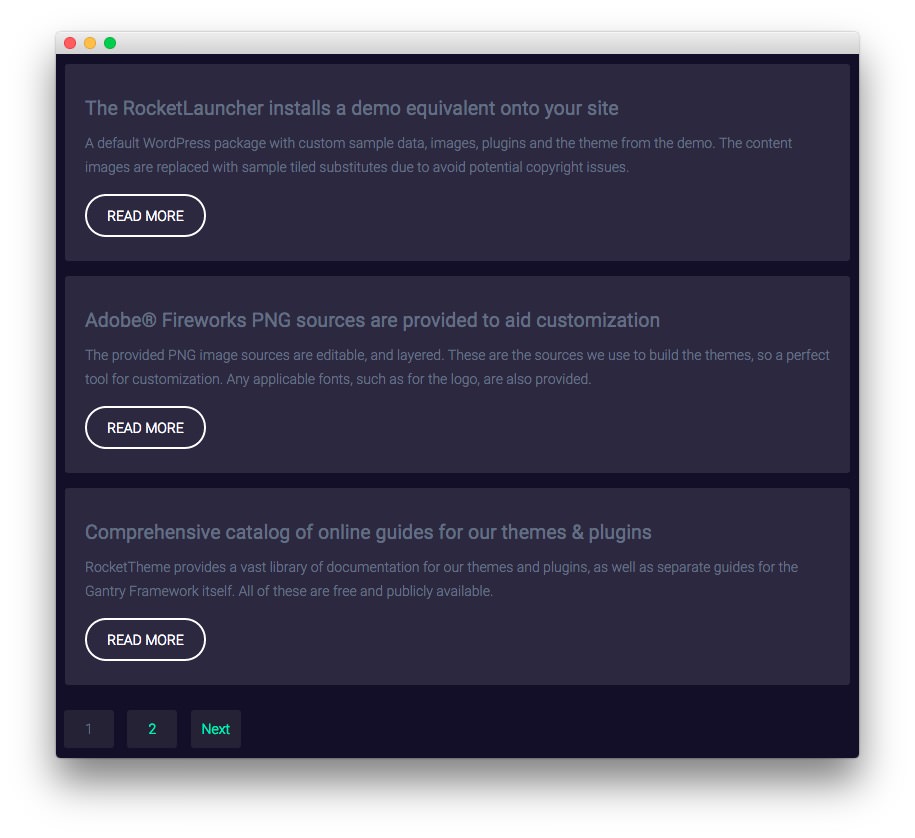 The RocketLauncher installs a demo equivalent onto your site
A default WordPress package with custom sample data, images, plugins and the theme from the demo. The content
images are replaced with sample tiled substitutes due to avoid potential copyright issues.
READ MORE
Adobe® Fireworks PNG sources are provided to aid customization
The provided PNG image sources are editable, and layered. These are the sources we use to build the themes, so a perfect
tool for customization. Any applicable fonts, such as for the logo, are also provided.
READ MORE
Comprehensive catalog of online guides for our themes & plugins
RocketTheme provides a vast library of documentation for our themes and plugins, as well as separate guides for the
Gantry Framework itself. All of these are free and publicly available.
READ MORE
1 2 Next